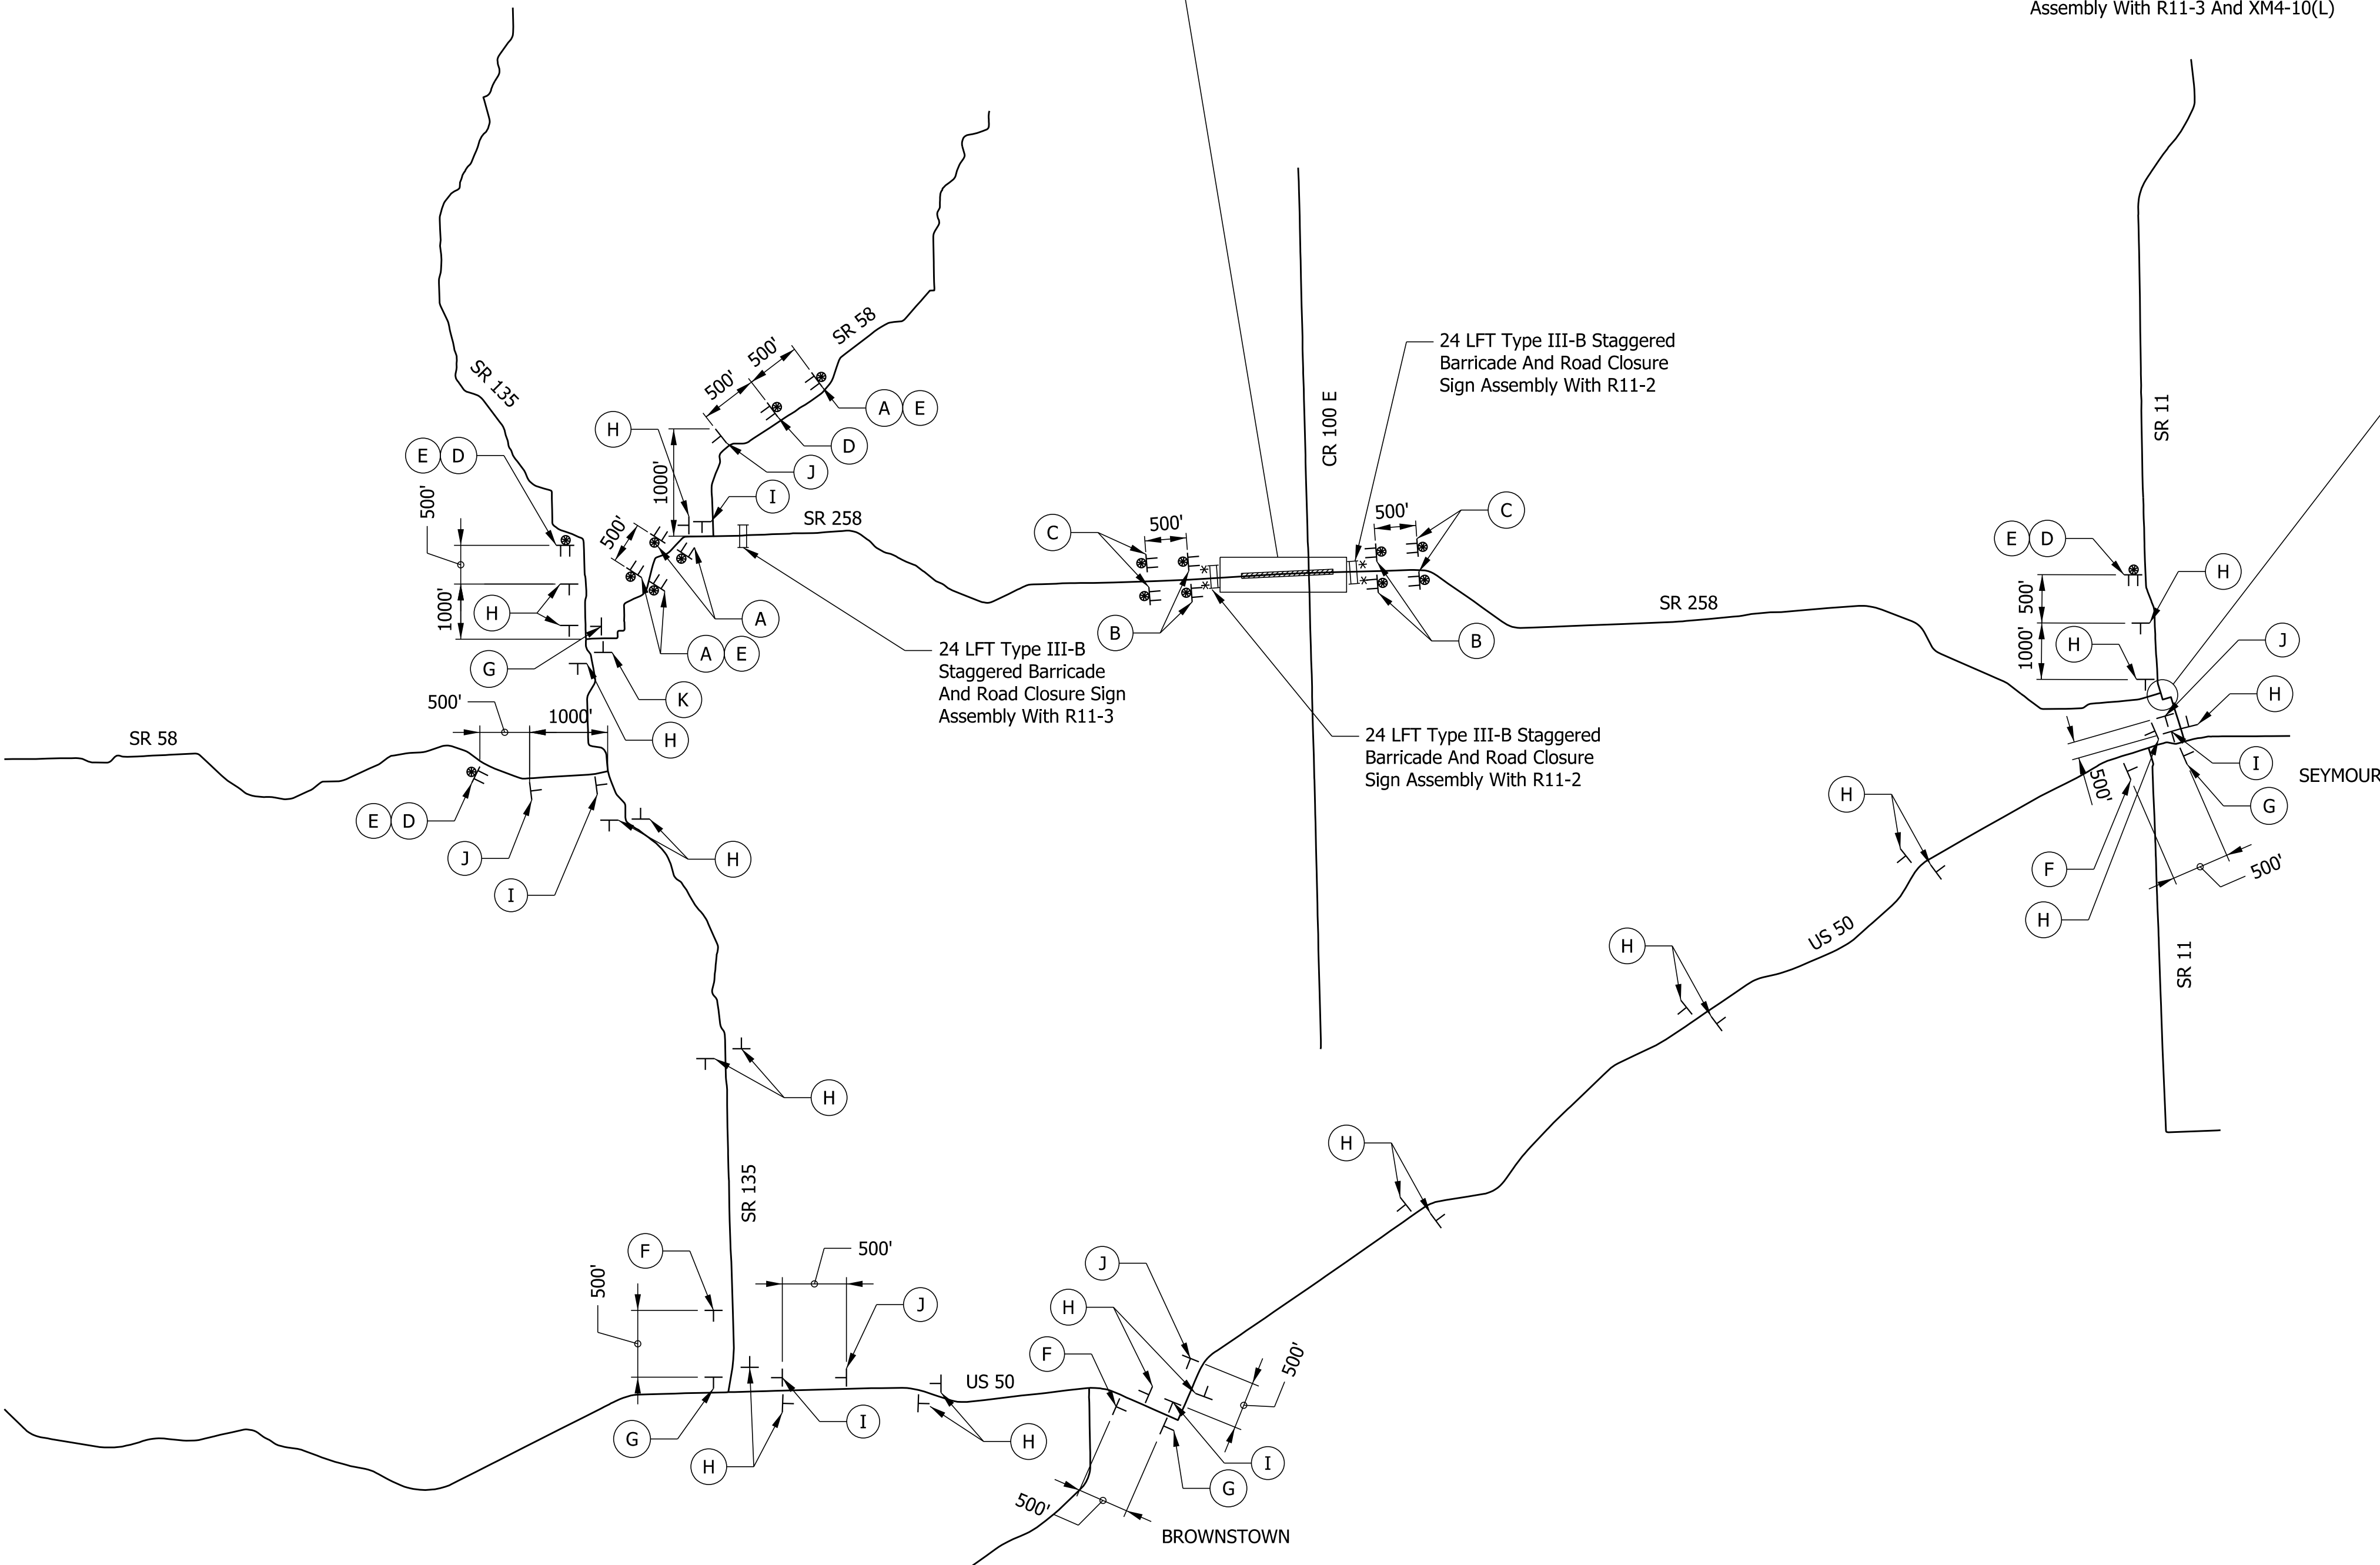 Assembly With R11-3 And XM4-10(L)
SR 58
500'
500'
A E
D
J
H
1000'
I
SR 135
E D
500'
1000'
H
G
500'
SR 258
A
A E
K
H
24 LFT Type III-B
Staggered Barricade
And Road Closure Sign
Assembly With R11-3
500'
1000'
SR 58
E D
J
I
H
C
500'
B
CR 100 E
24 LFT Type III-B Staggered
Barricade And Road Closure
Sign Assembly With R11-2
500'
C
B
24 LFT Type III-B Staggered
Barricade And Road Closure
Sign Assembly With R11-2
SR 258
SR 11
E D
H
500'
1000'
H
J
H
I
G
SEYMOUR
500'
F
H
500'
SR 11
H
US 50
H
H
H
SR 135
F
500'
500'
J
G
H
I
US 50
H
J
H
F
500'
I
G
500'
BROWNSTOWN